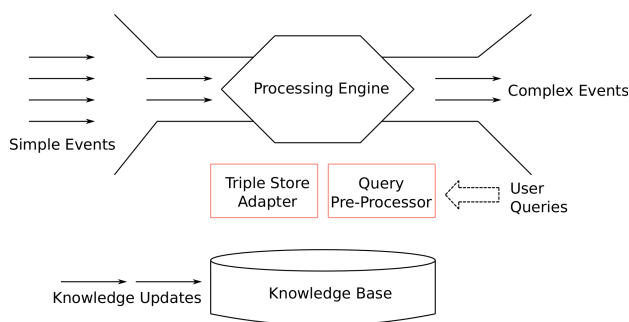 Processing Engine
Complex Events
Simple Events
Triple Store
Adapter
Query
Pre-Processor
User
Queries
Knowledge Updates
Knowledge Base